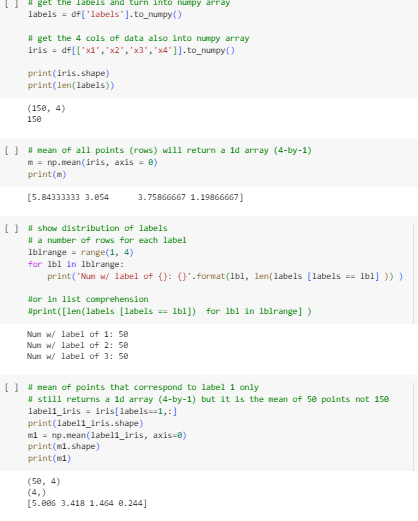 [ ] # get the labels and turn into numpy array
labels = df['labels'].to_numpy()
# get the 4 cols of data also into numpy array
iris = df[['x1','x2','x3','x4']].to_numpy()
print(iris.shape)
print(len(labels))
(150, 4)
150
[ ] # mean of all points (rows) will return a 1d array (4-by-1)
m = np.mean(iris, axis = 0)
print(m)
[5.84333333 3.054 3.75866667 1.19866667]
[ ] # show distribution of labels
# a number of rows for each label
lblrange = range(1, 4)
for lbl in lblrange:
print('Num w/ label of {}: {}'.format(lbl, len(labels [labels == lbl] )) )
#or in list comprehension
#print([len(labels [labels == lbl]) for lbl in lblrange] )
Num w/ label of 1: 50
Num w/ label of 2: 50
Num w/ label of 3: 50
[ ] # mean of points that correspond to label 1 only
# still returns a 1d array (4-by-1) but it is the mean of 50 points not 150
label1_iris = iris[labels==1,:]
print(label1_iris.shape)
m1 = np.mean(label1_iris, axis=0)
print(m1.shape)
print(m1)
(50, 4)
(4,)
[5.006 3.418 1.464 0.244]